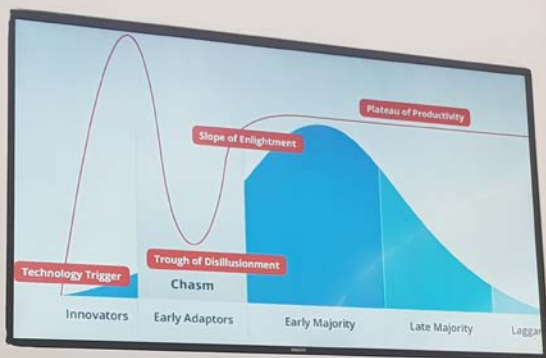 Plateau of Productivity
Slope of Enlightment
Trough of Disillusionment
Technology Trigger
Chasm
Innovators
Early Adaptors
Early Majority
Late Majority
Laggar